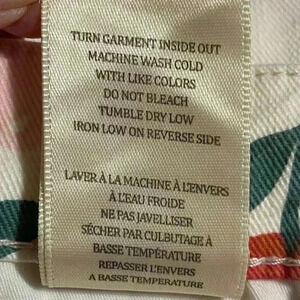 TURN GARMENT INSIDE OUT
MACHINE WASH COLD
WITH LIKE COLORS
DO NOT BLEACH
TUMBLE DRY LOW
IRON LOW ON REVERSE SIDE
LAVER À LA MACHINE À L'ENVERS
À L'EAU FROIDE
NE PAS JAVELLISER
SÉCHER PAR CULBUTAGE À
BASSE TEMPÉRATURE
REPASSER L'ENVERS
A BASSE TEMPERATURE